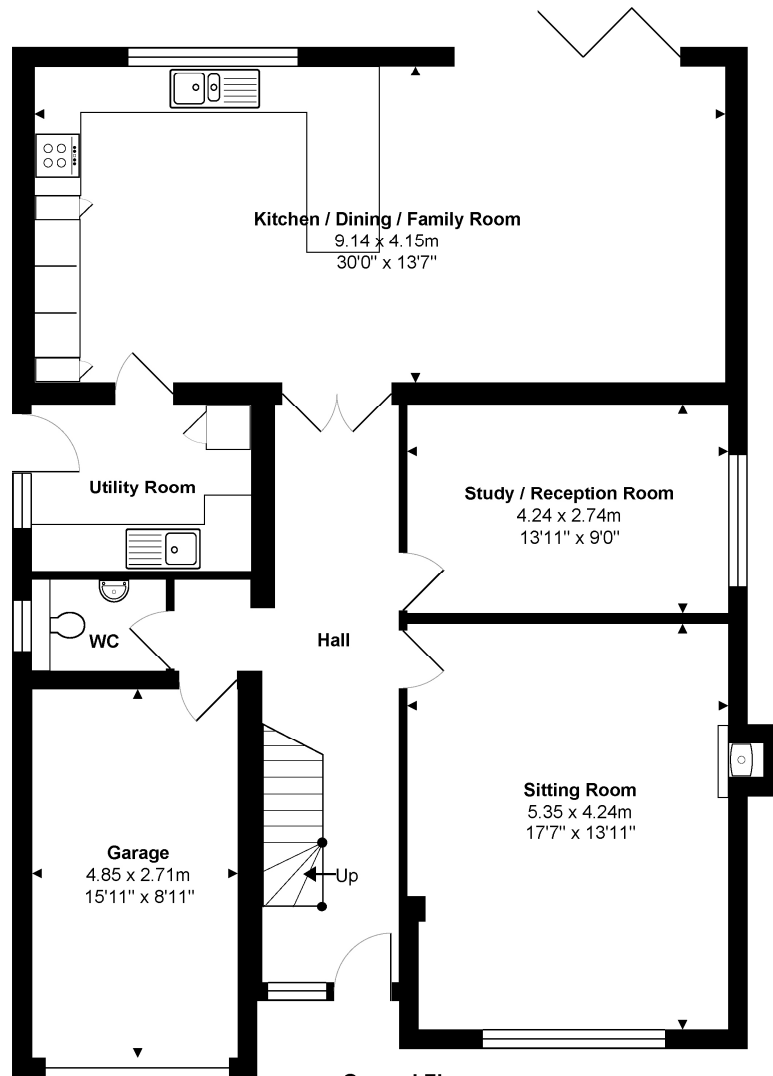 Kitchen / Dining / Family Room
9.14 x 4.15m
30'0" x 13'7"
Utility Room
Study / Reception Room
4.24 x 2.74m
13'11" x 9'0"
WC
Hall
Sitting Room
5.35 x 4.24m
17'7" x 13'11"
Garage
4.85 x 2.71m
15'11" x 8'11"
Up